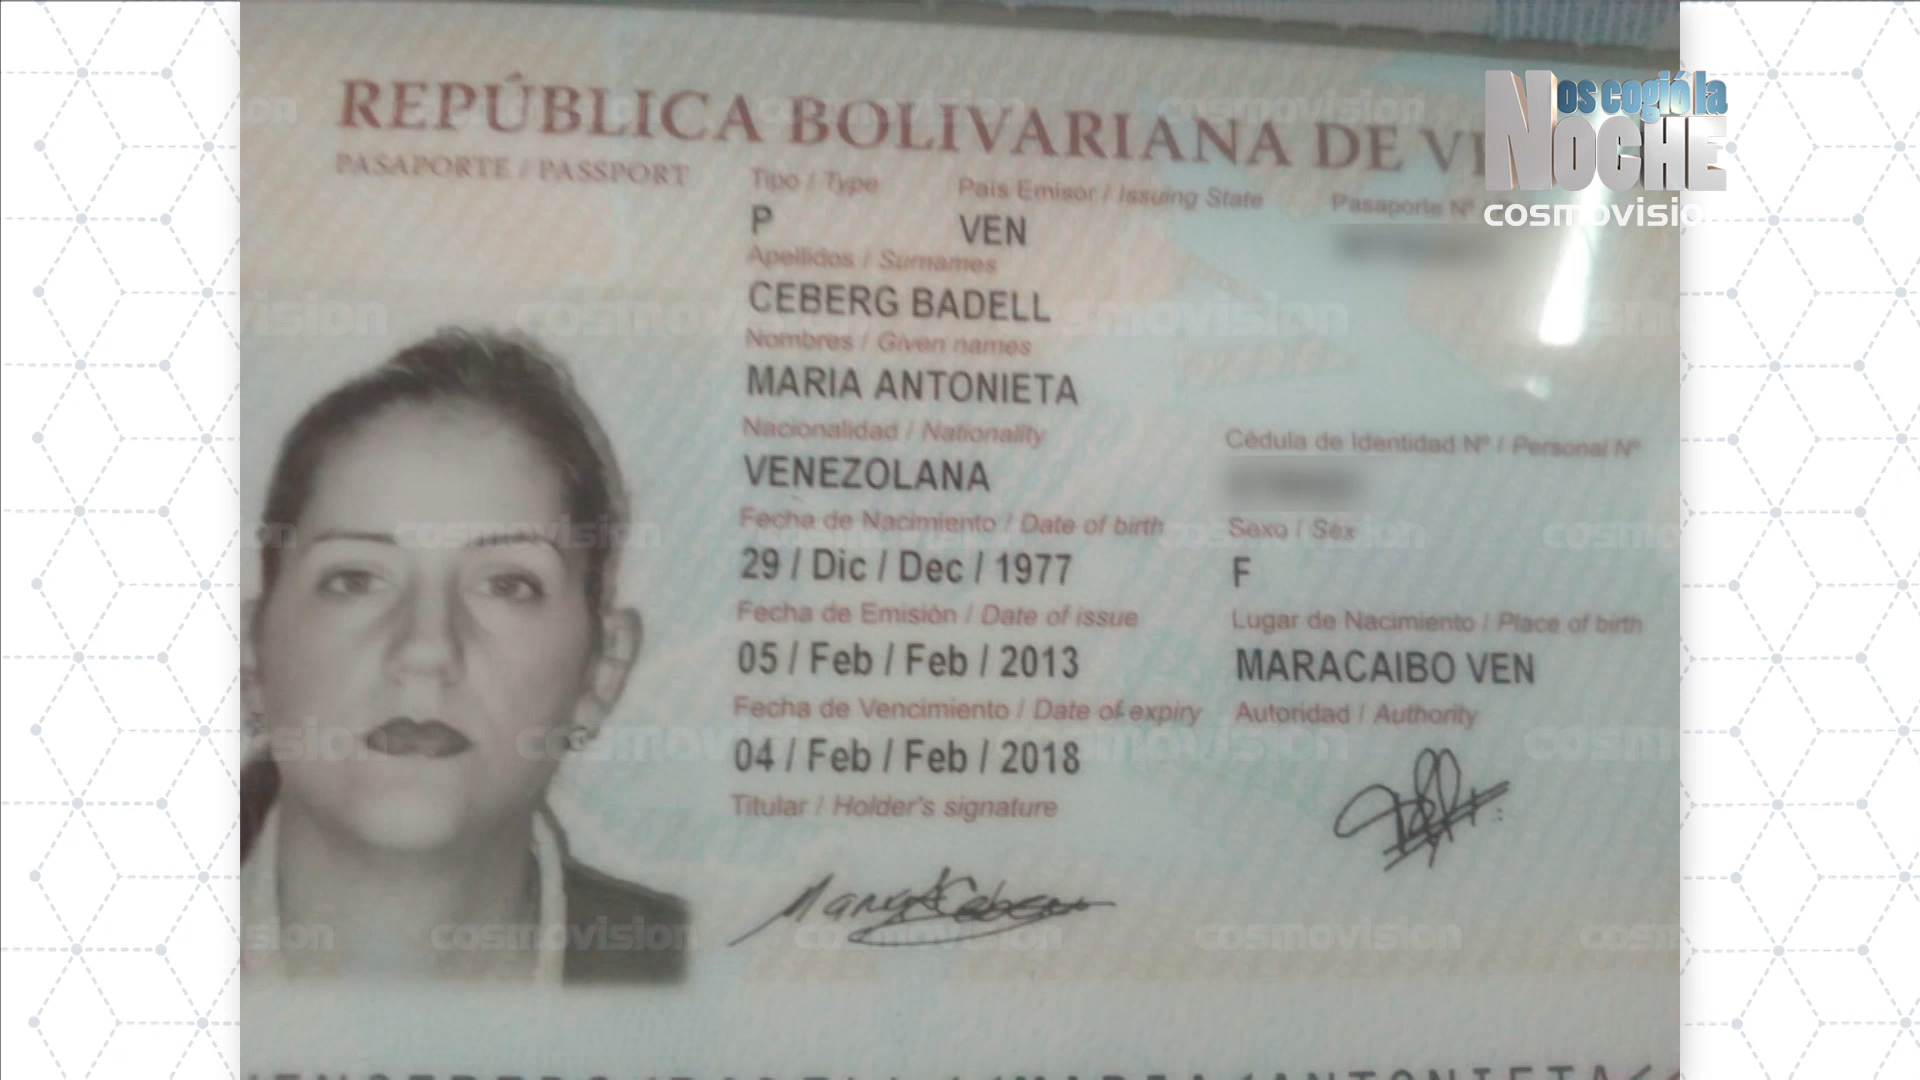 REPÚBLICA BOLIVARIANA DE
PASAPORTE / PASSPORT
Tipo / Type
País Emisor / Issuing State
Pasaporte Nº
P
VEN
Apellidos / Surnames
CEBERG BADELL
Nombres / Given names
MARIA ANTONIETA
Nacionalidad / Nationality
Cédula de Identidad Nº / Personal Nº
VENEZOLANA
Fecha de Nacimiento / Date of birth
Sexo / Sex
29 / Dic / Dec / 1977
F
Fecha de Emisión / Date of issue
Lugar de Nacimiento / Place of birth
05 / Feb / Feb / 2013
MARACAIBO VEN
Fecha de Vencimiento / Date of expiry
Autoridad / Authority
04 / Feb / Feb / 2018
Titular / Holder's signature
Nos cogió la
NOCHE
cosmovision